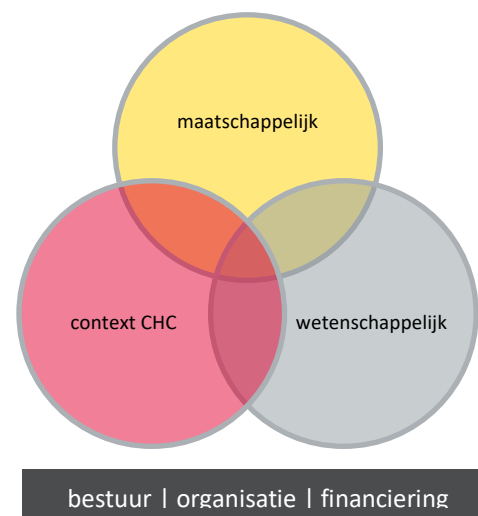 maatschappelijk
context CHC
wetenschappelijk
bestuur | organisatie | financiering